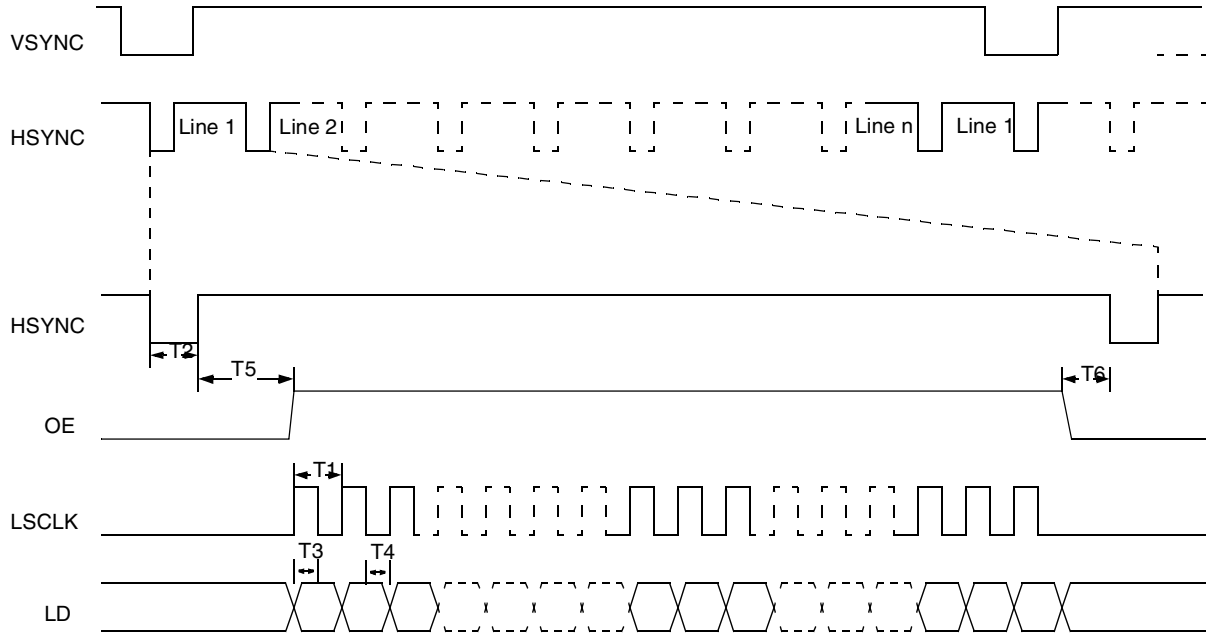 VSYNC
HSYNC
Line 1
Line 2
Line n
Line 1
HSYNC
T2
T5
T6
OE
T1
LSCLK
T3
T4
LD